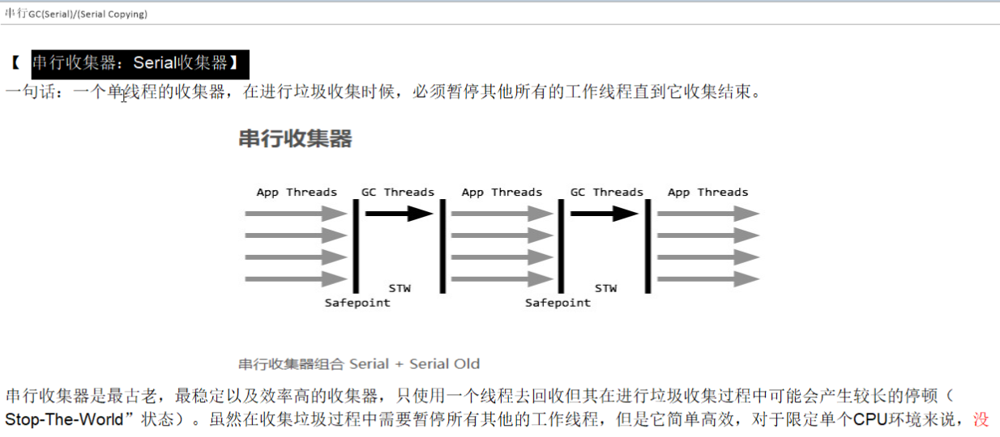 串行GC(Serial)/(Serial Copying)
【 串行收集器：Serial收集器】
一句话：一个单线程的收集器，在进行垃圾收集时候，必须暂停其他所有的工作线程直到它收集结束。
串行收集器
App Threads GC Threads App Threads GC Threads App Threads
STW STW
Safepoint Safepoint
串行收集器组合 Serial + Serial Old
串行收集器是最古老，最稳定以及效率高的收集器，只使用一个线程去回收但其在进行垃圾收集过程中可能会产生较长的停顿（
Stop-The-World”状态）。虽然在收集垃圾过程中需要暂停所有其他的工作线程，但是它简单高效，对于限定单个CPU环境来说，没